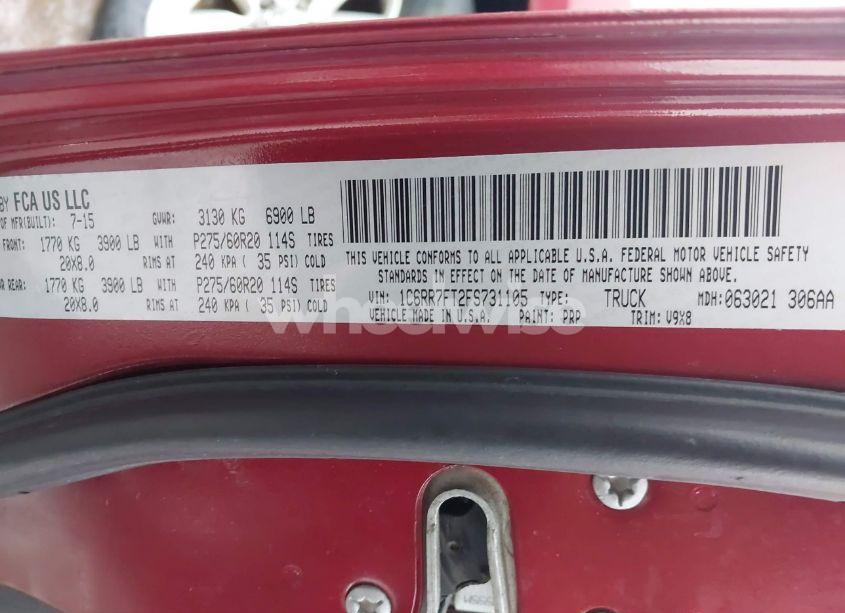 BY FCA US LLC
OF MFR(BUILT): 7-15 GVWR: 3130 KG 6900 LB
FRONT: 1770 KG 3900 LB WITH P275/60R20 114S TIRES
20X8.0 RIMS AT 240 KPA ( 35 PSI) COLD
REAR: 1770 KG 3900 LB WITH P275/60R20 114S TIRES
20X8.0 RIMS AT 240 KPA ( 35 PSI) COLD
THIS VEHICLE CONFORMS TO ALL APPLICABLE U.S.A. FEDERAL MOTOR VEHICLE SAFETY
STANDARDS IN EFFECT ON THE DATE OF MANUFACTURE SHOWN ABOVE.
VIN: 1C6RR7FT2FS731105 TYPE: TRUCK MDH: 063021 306AA
VEHICLE MADE IN U.S.A. PAINT: PRP TRIM: V9X8
wheelwise